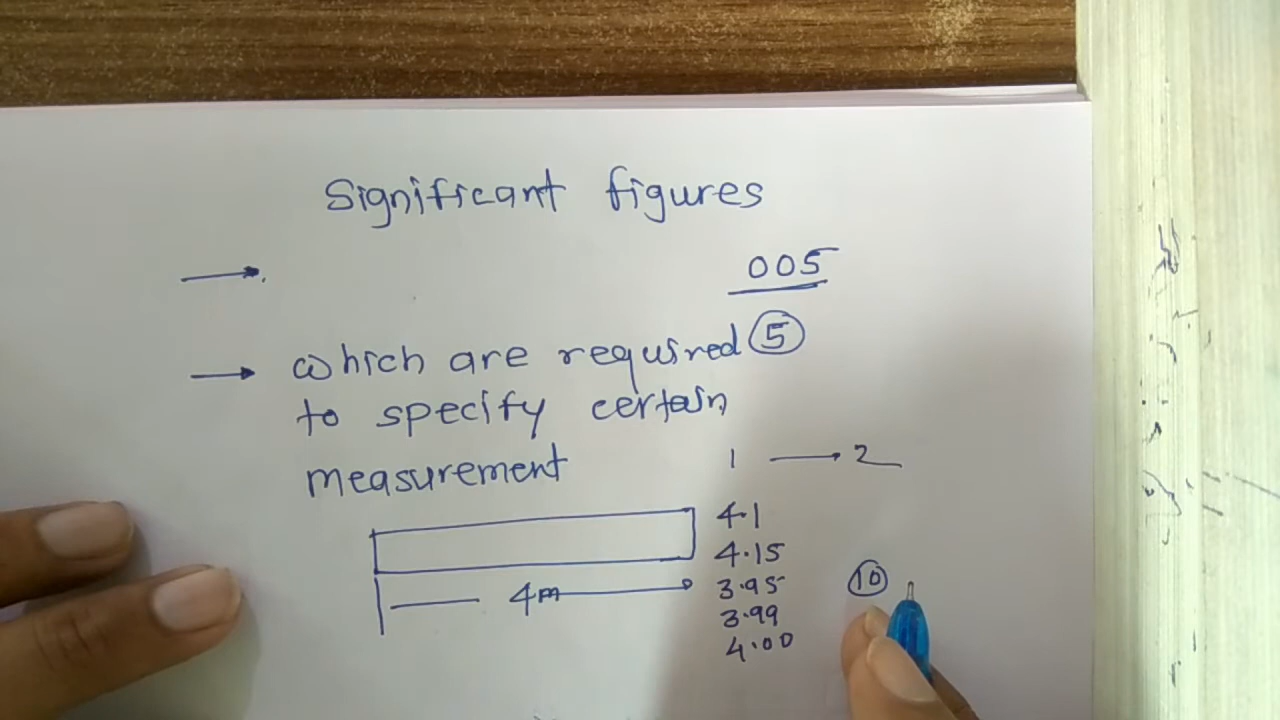 Significant figures
005
which are required 5
to specify certain
measurement
1 → 2
4.1
4.15
3.95
3.99
4.00
4m
10